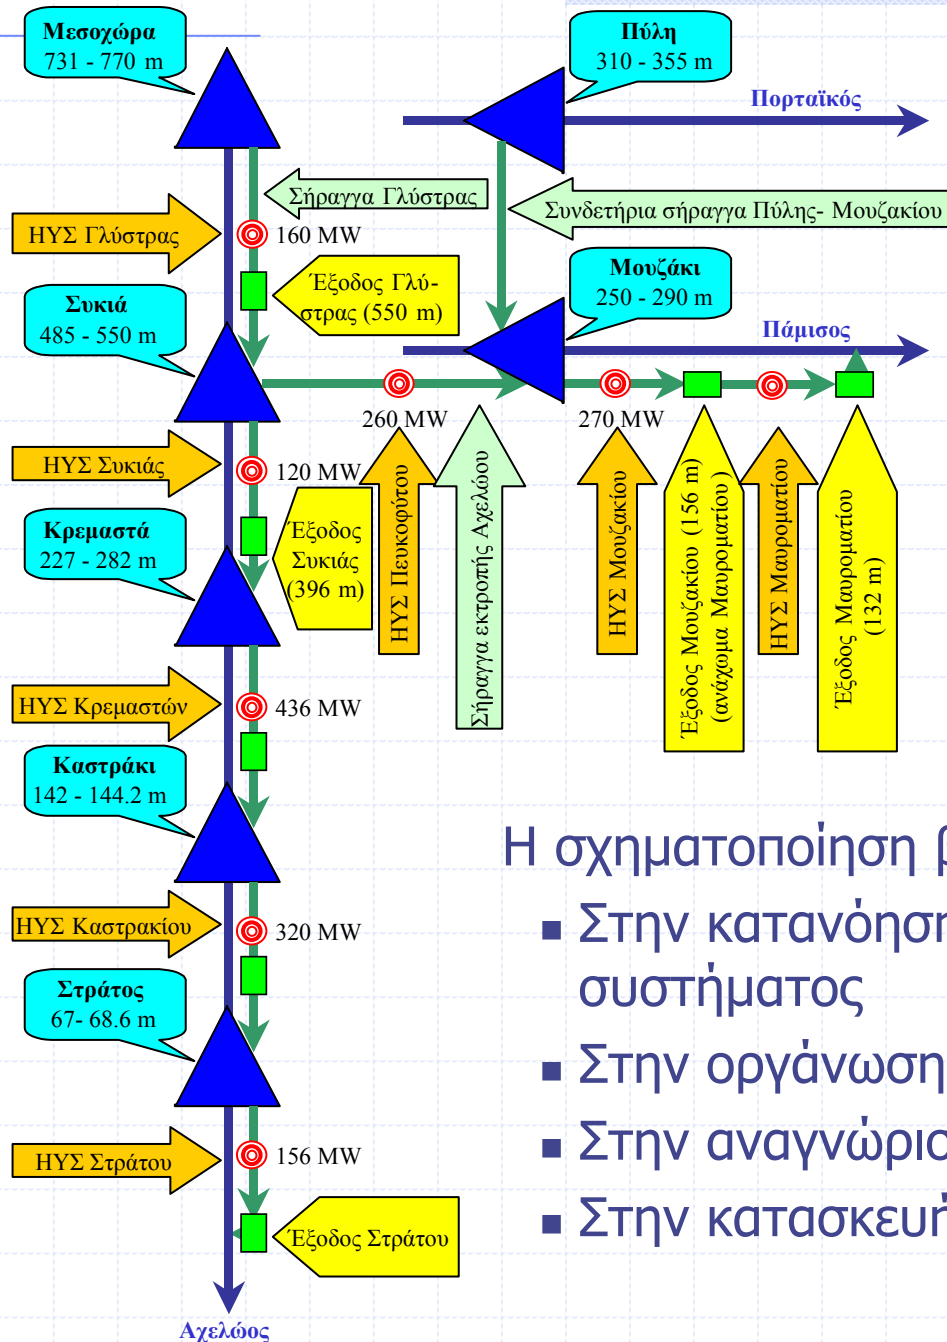 Μεσοχώρα
731 - 770 m
Πύλη
310 - 355 m
Πορταϊκός
Σήραγγα Γλύστρας
Συνδετήρια σήραγγα Πύλης- Μουζακίου
ΗΥΣ Γλύστρας
160 MW
Έξοδος Γλύ-
στρας (550 m)
Μουζάκι
250 - 290 m
Συκιά
485 - 550 m
Πάμισος
260 MW
270 MW
ΗΥΣ Συκιάς
120 MW
Κρεμαστά
227 - 282 m
Έξοδος
Συκιάς
(396 m)
ΗΥΣ Πευκοφύτου
Σήραγγα εκτροπής Αχελώου
ΗΥΣ Μουζακίου
Έξοδος Μουζακίου (156 m)
(ανάχωμα Μαυροματίου)
ΗΥΣ Μαυροματίου
Έξοδος Μαυροματίου
(132 m)
ΗΥΣ Κρεμαστών
436 MW
Καστράκι
142 - 144.2 m
ΗΥΣ Καστρακίου
320 MW
Στράτος
67- 68.6 m
ΗΥΣ Στράτου
156 MW
Έξοδος Στράτου
Αχελώος
Η σχηματοποίηση
▪ Στην κατανόηση
συστήματος
▪ Στην οργάνωση
▪ Στην
▪ Στην